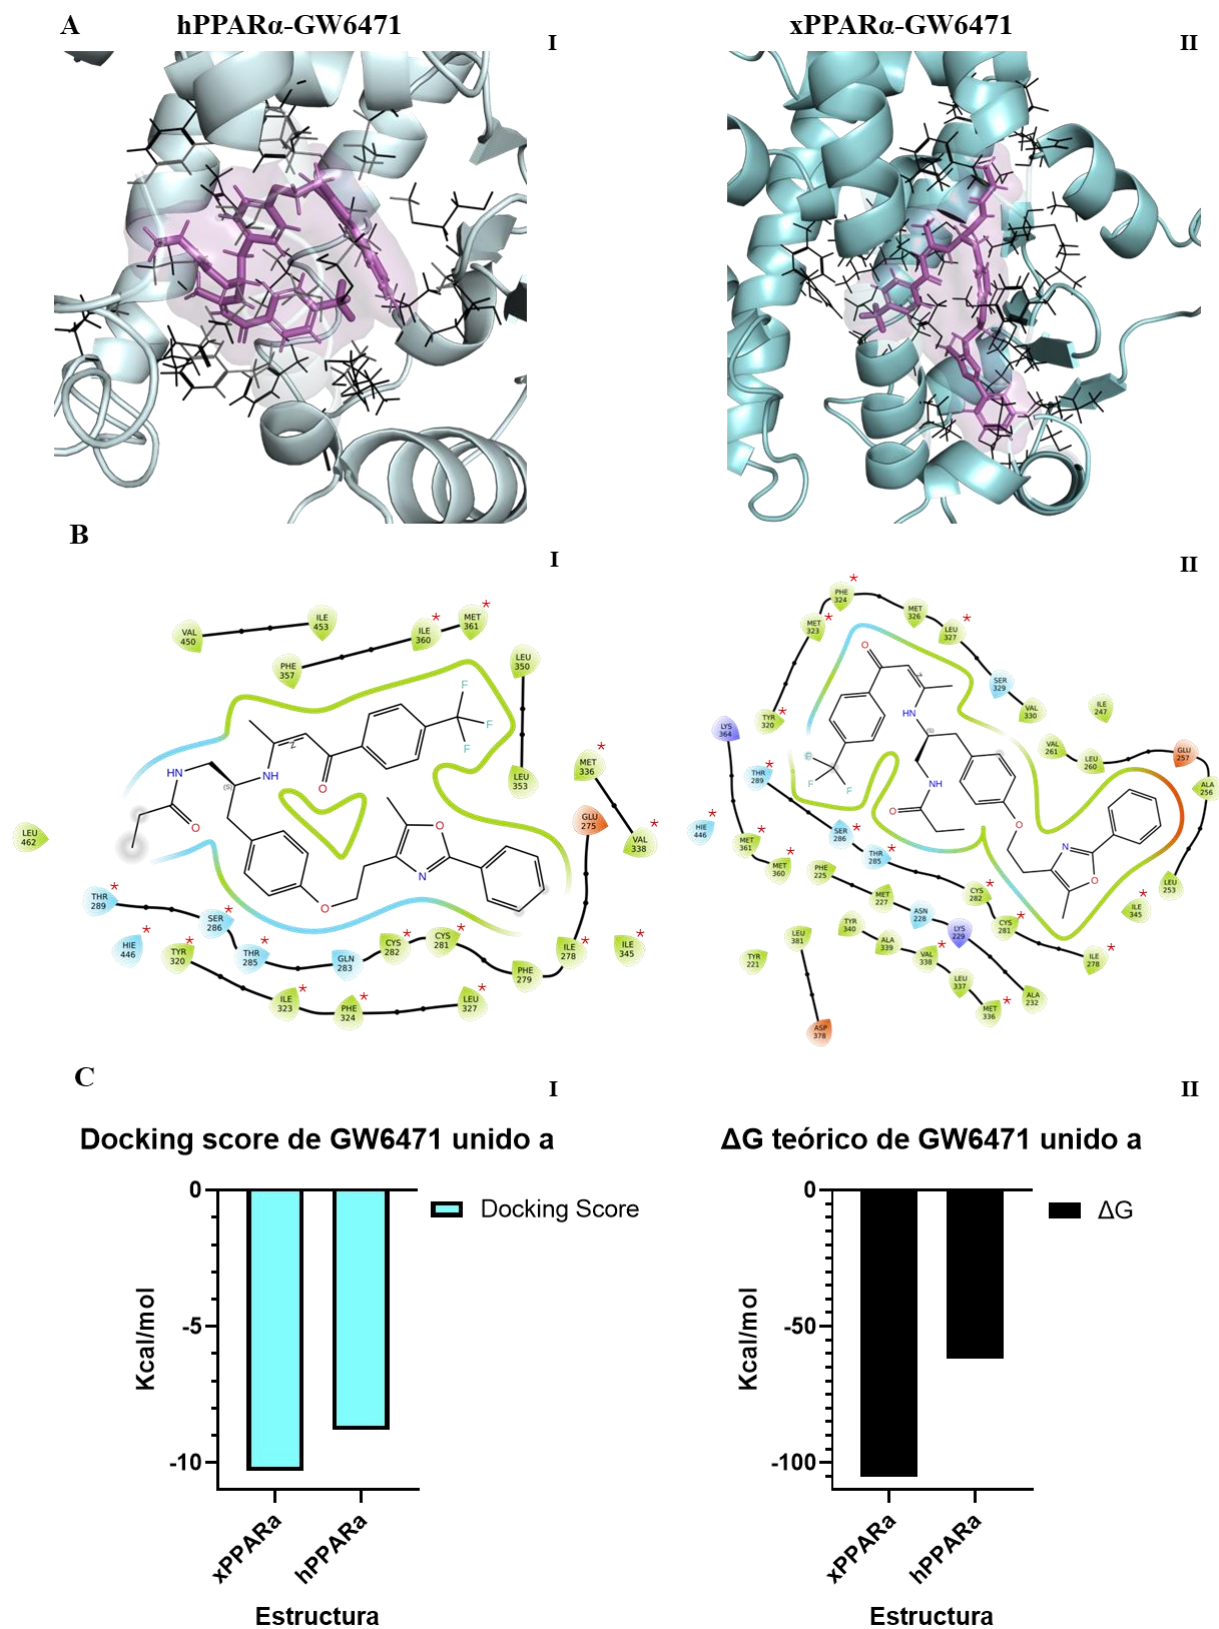 A
hPPARα-GW6471
I
xPPARα-GW6471
II
B
I
VAL
450
ILE
453
PHE
357
ILE
360
*
MET
361
*
LEU
350
LEU
353
MET
336
*
GLU
275
VAL
338
*
LEU
462
THR
289
*
SER
286
*
HIE
446
*
TYR
320
*
THR
285
*
GLN
283
CYS
282
*
CYS
281
*
PHE
279
ILE
278
*
ILE
345
*
ILE
323
*
PHE
324
*
LEU
327
*
F
F
F
HN
NH
(S)
Z
O
O
O
O
N
II
PHE
324
*
MET
323
*
MET
326
LEU
327
*
SER
329
VAL
330
ILE
247
TYR
320
*
LYS
364
THR
289
*
VAL
261
LEU
260
GLU
257
ALA
256
HIE
446
*
MET
361
*
MET
360
*
SER
286
*
THR
285
*
PHE
225
MET
227
ASN
228
LYS
229
CYS
282
*
CYS
281
*
ILE
345
*
LEU
253
ILE
278
*
TYR
340
ALA
339
VAL
338
*
LEU
337
MET
336
*
ALA
232
LEU
381
TYR
221
ASP
378
O
Z
HN
(S)
F
F
F
NH
O
O
N
O
C
I
Docking score de GW6471 unido a
0
-5
-10
Kcal/mol
Docking Score
xPPARa
hPPARa
Estructura
II
ΔG teórico de GW6471 unido a
0
-50
-100
Kcal/mol
ΔG
xPPARa
hPPARa
Estructura